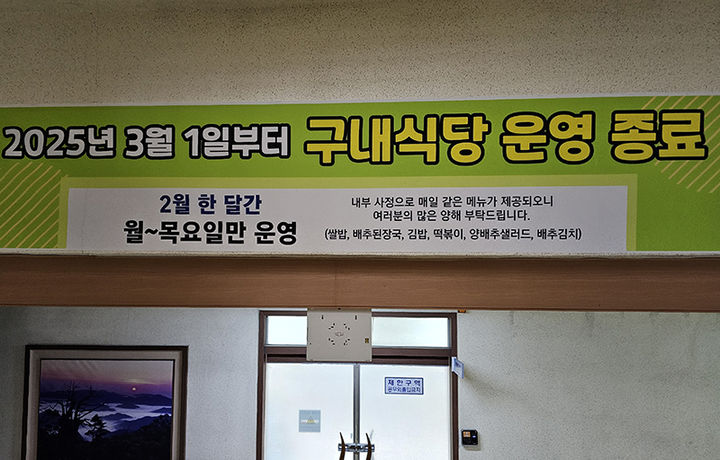 2025년 3월 1일부터 구내식당 운영 종료
2월 한 달간
월~목요일만 운영
내부 사정으로 매일 같은 메뉴가 제공되오니
여러분의 많은 양해 부탁드립니다.
(쌀밥, 배추된장국, 김밥, 떡볶이, 양배추샐러드, 배추김치)
제한구역